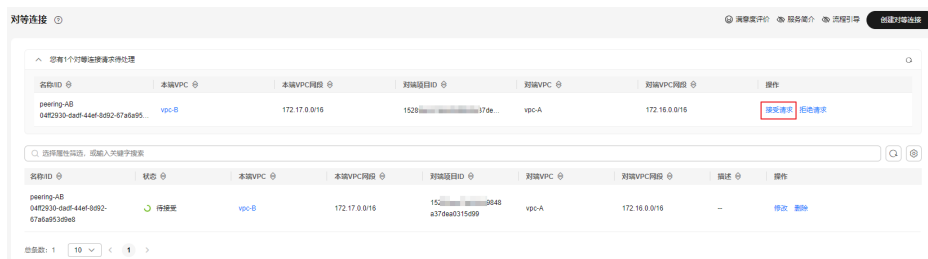 对等连接
满意度评价 服务简介 流程引导 创建对等连接
您有1个对等连接请求待处理
名称/ID 本端VPC 本端VPC网段 对端项目ID 对端VPC 对端VPC网段 操作
peering-AB
04ff2930-dadf-44ef-8d92-67a6a95... vpc-B 172.17.0.0/16 1528 37de... vpc-A 172.16.0.0/16 接受请求 拒绝请求
选择属性筛选，或输入关键字搜索
名称/ID 状态 本端VPC 本端VPC网段 对端项目ID 对端VPC 对端VPC网段 描述 操作
peering-AB
04ff2930-dadf-44ef-8d92-
67a6a953d9e8
待接受 vpc-B 172.17.0.0/16
152 9848
a37dea0315d99
vpc-A 172.16.0.0/16 – 修改 删除
总条数：1 10 1